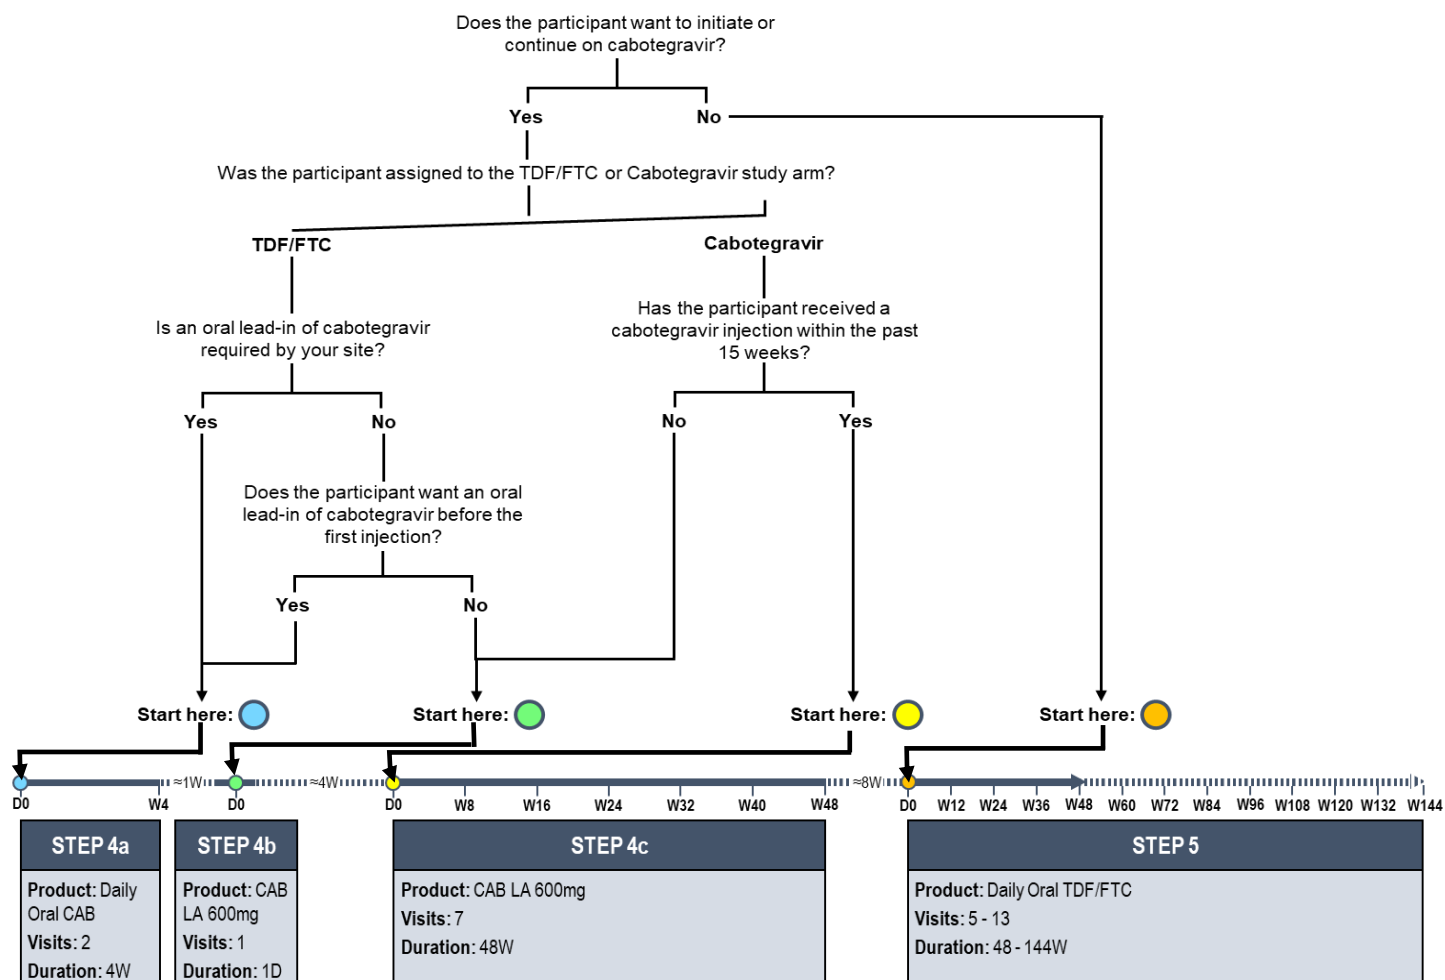 Does the participant want to initiate or
continue on cabotegravir?
Yes
No
Was the participant assigned to the TDF/FTC or Cabotegravir study arm?
TDF/FTC
Cabotegravir
Is an oral lead-in of cabotegravir
required by your site?
Has the participant received a
cabotegravir injection within the past
15 weeks?
Yes
No
No
Yes
Does the participant want an oral
lead-in of cabotegravir before the
first injection?
Yes
No
Start here:
Start here:
Start here:
Start here:
≈1W
≈4W
≈8W
D0
W4
D0
D0
W8
W16
W24
W32
W40
W48
D0
W12
W24
W36
W48
W60
W72
W84
W96
W108
W120
W132
W144
STEP 4a
Product: Daily
Oral CAB
Visits: 2
Duration: 4W
STEP 4b
Product: CAB
LA 600mg
Visits: 1
Duration: 1D
STEP 4c
Product: CAB LA 600mg
Visits: 7
Duration: 48W
STEP 5
Product: Daily Oral TDF/FTC
Visits: 5 - 13
Duration: 48 - 144W